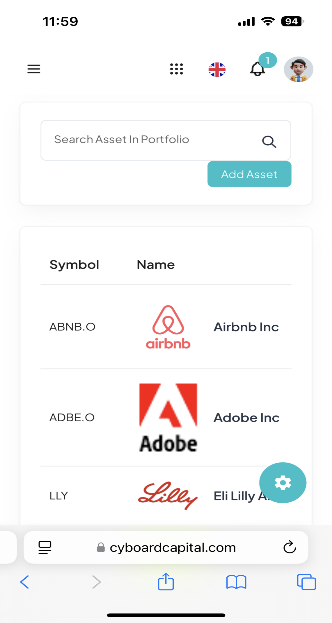 11:59
94
1
Search Asset In Portfolio
Add Asset
Symbol Name
ABNB.O airbnb Airbnb Inc
ADBE.O Adobe Adobe Inc
LLY Lilly Eli Lilly
cyboardcapital.com